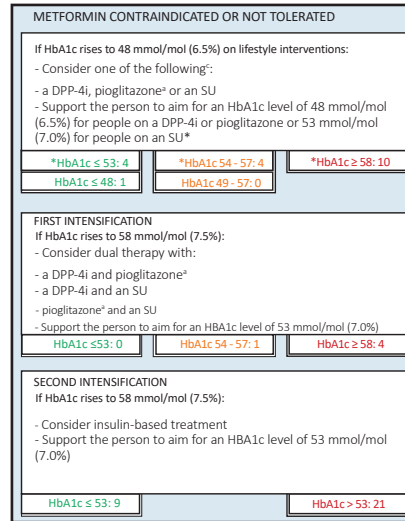 METFORMIN CONTRAINDICATED OR NOT TOLERATED
If HbA1c rises to 48 mmol/mol (6.5%) on lifestyle interventions:
- Consider one of the followingᶜ:
- a DPP-4i, pioglitazoneᵃ or an SU
- Support the person to aim for an HbA1c level of 48 mmol/mol
(6.5%) for people on a DPP-4i or pioglitazone or 53 mmol/mol
(7.0%) for people on an SU*
*HbA1c ≤ 53: 4
*HbA1c 54 - 57: 4
*HbA1c ≥ 58: 10
HbA1c ≤ 48: 1
HbA1c 49 - 57: 0
FIRST INTENSIFICATION
If HbA1c rises to 58 mmol/mol (7.5%):
- Consider dual therapy with:
- a DPP-4i and pioglitazoneᵃ
- a DPP-4i and an SU
- pioglitazoneᵃ and an SU
- Support the person to aim for an HBA1c level of 53 mmol/mol (7.0%)
HbA1c ≤53: 0
HbA1c 54 - 57: 1
HbA1c ≥ 58: 4
SECOND INTENSIFICATION
If HbA1c rises to 58 mmol/mol (7.5%):
- Consider insulin-based treatment
- Support the person to aim for an HBA1c level of 53 mmol/mol
(7.0%)
HbA1c ≤ 53: 9
HbA1c > 53: 21